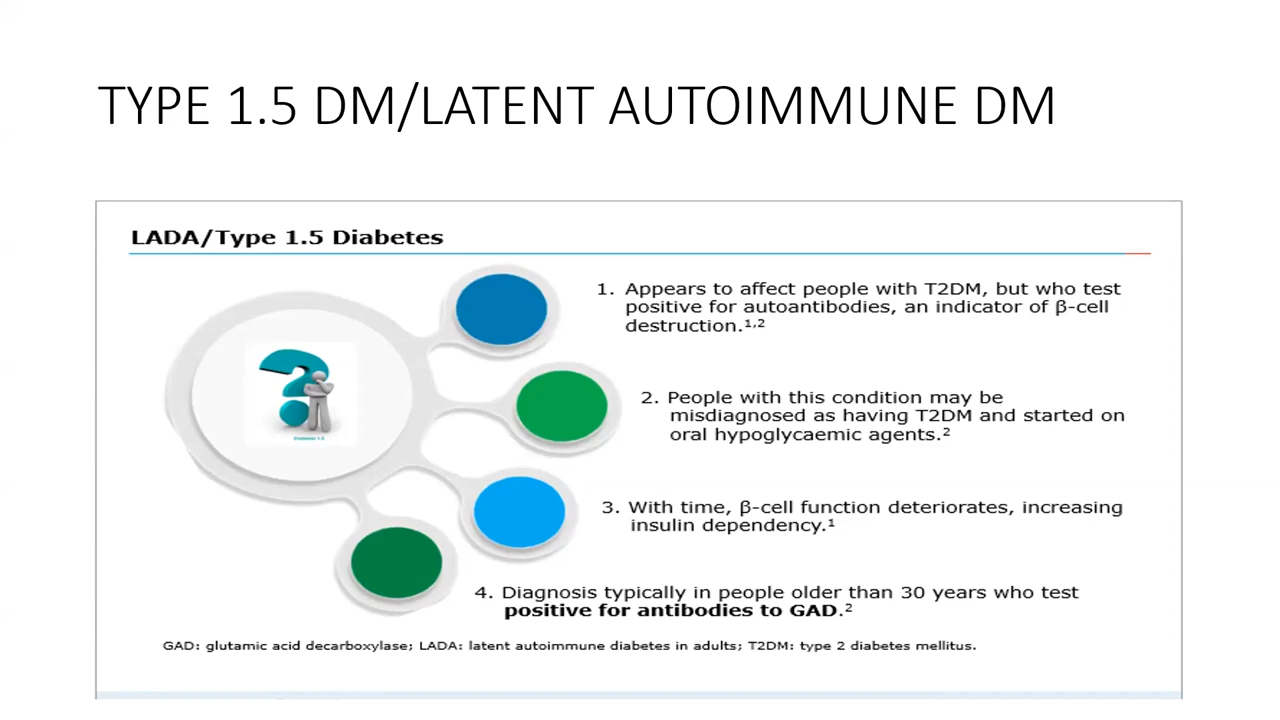 TYPE 1.5 DM/LATENT AUTOIMMUNE DM
LADA/Type 1.5 Diabetes
1. Appears to affect people with T2DM, but who test
positive for autoantibodies, an indicator of β-cell
destruction.¹,²
2. People with this condition may be
misdiagnosed as having T2DM and started on
oral hypoglycaemic agents.²
3. With time, β-cell function deteriorates, increasing
insulin dependency.¹
4. Diagnosis typically in people older than 30 years who test
positive for antibodies to GAD.²
Diabetes 1.5
GAD: glutamic acid decarboxylase; LADA: latent autoimmune diabetes in adults; T2DM: type 2 diabetes mellitus.